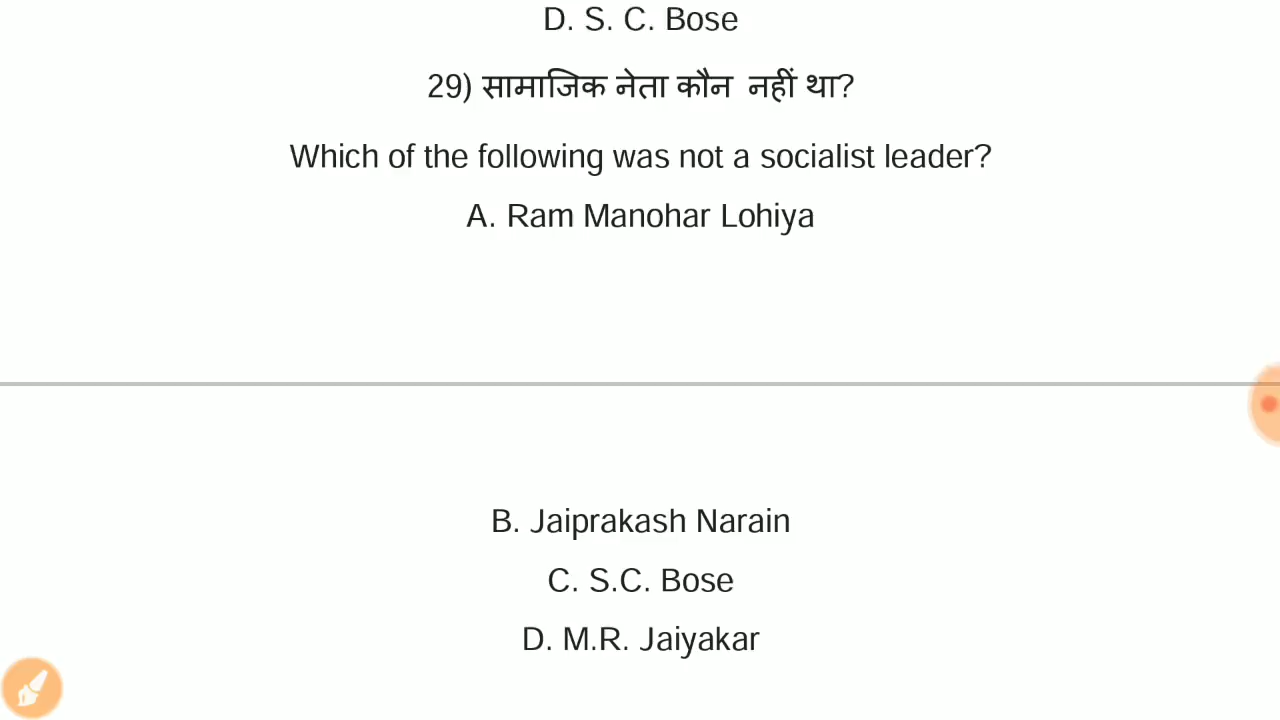 D. S. C. Bose
29) सामाजिक नेता कौन नहीं था?
Which of the following was not a socialist leader?
A. Ram Manohar Lohiya
B. Jaiprakash Narain
C. S.C. Bose
D. M.R. Jaiyakar